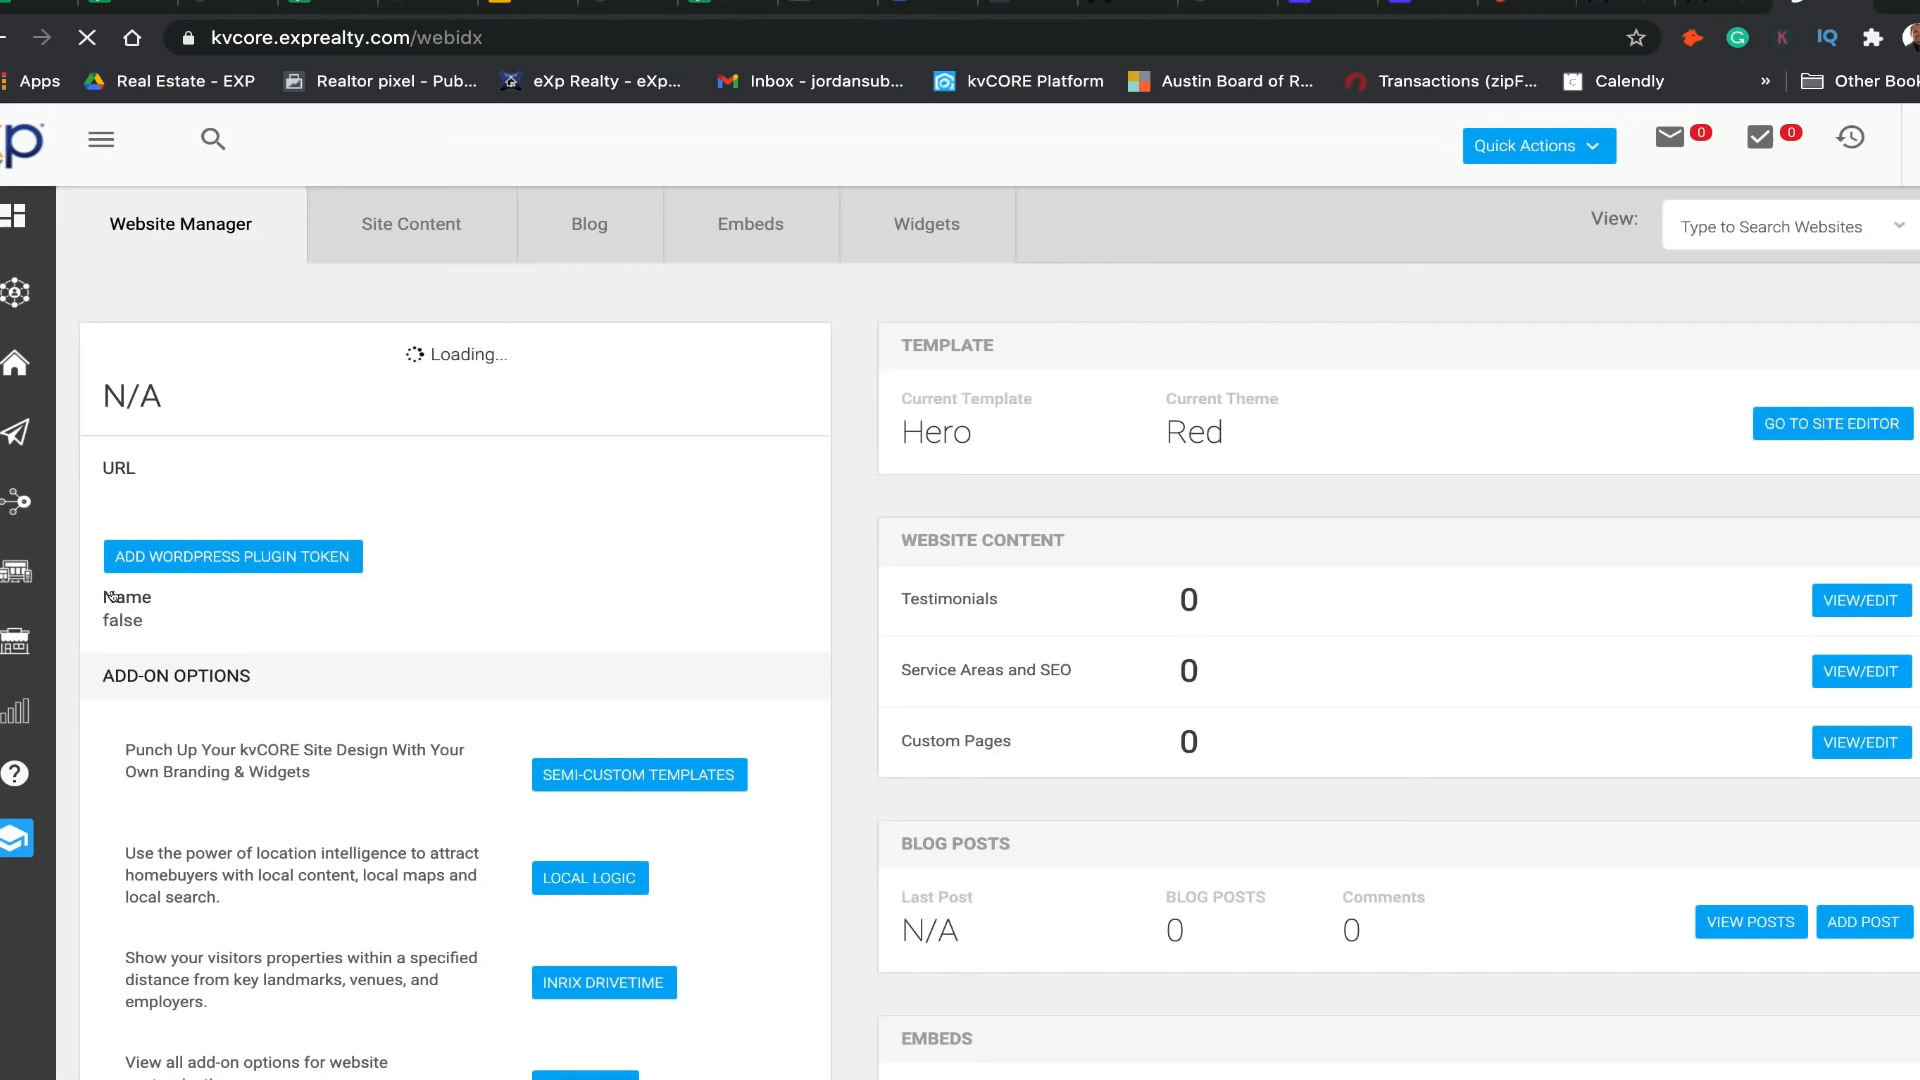 kvcore.exprealty.com/webidx
Apps Real Estate - EXP Realtor pixel - Pub... eXp Realty - eXp... Inbox - jordansub... kvCORE Platform Austin Board of R... Transactions (zipF... Calendly » Other Book
xp Quick Actions 0 0
Website Manager Site Content Blog Embeds Widgets View: Type to Search Websites
Loading...
N/A
URL
ADD WORDPRESS PLUGIN TOKEN
Name
false
ADD-ON OPTIONS
Punch Up Your kvCORE Site Design With Your
Own Branding & Widgets
SEMI-CUSTOM TEMPLATES
Use the power of location intelligence to attract
homebuyers with local content, local maps and
local search.
LOCAL LOGIC
Show your visitors properties within a specified
distance from key landmarks, venues, and
employers.
INRIX DRIVETIME
View all add-on options for website
TEMPLATE
Current Template Current Theme
Hero Red
GO TO SITE EDITOR
WEBSITE CONTENT
Testimonials 0 VIEW/EDIT
Service Areas and SEO 0 VIEW/EDIT
Custom Pages 0 VIEW/EDIT
BLOG POSTS
Last Post BLOG POSTS Comments
N/A 0 0
VIEW POSTS ADD POST
EMBEDS